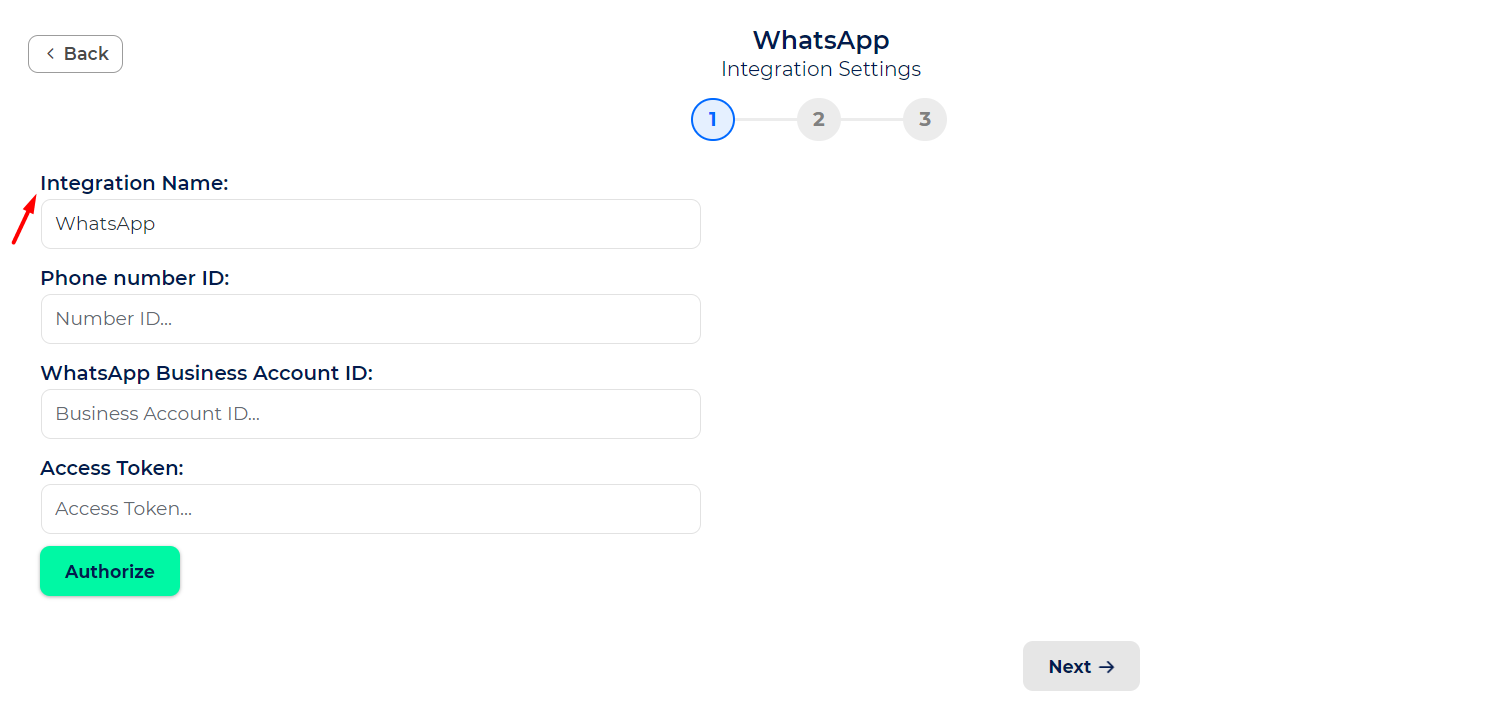 Back
WhatsApp
Integration Settings
1 2 3
Integration Name:
WhatsApp
Phone number ID:
Number ID...
WhatsApp Business Account ID:
Business Account ID...
Access Token:
Access Token...
Authorize
Next →